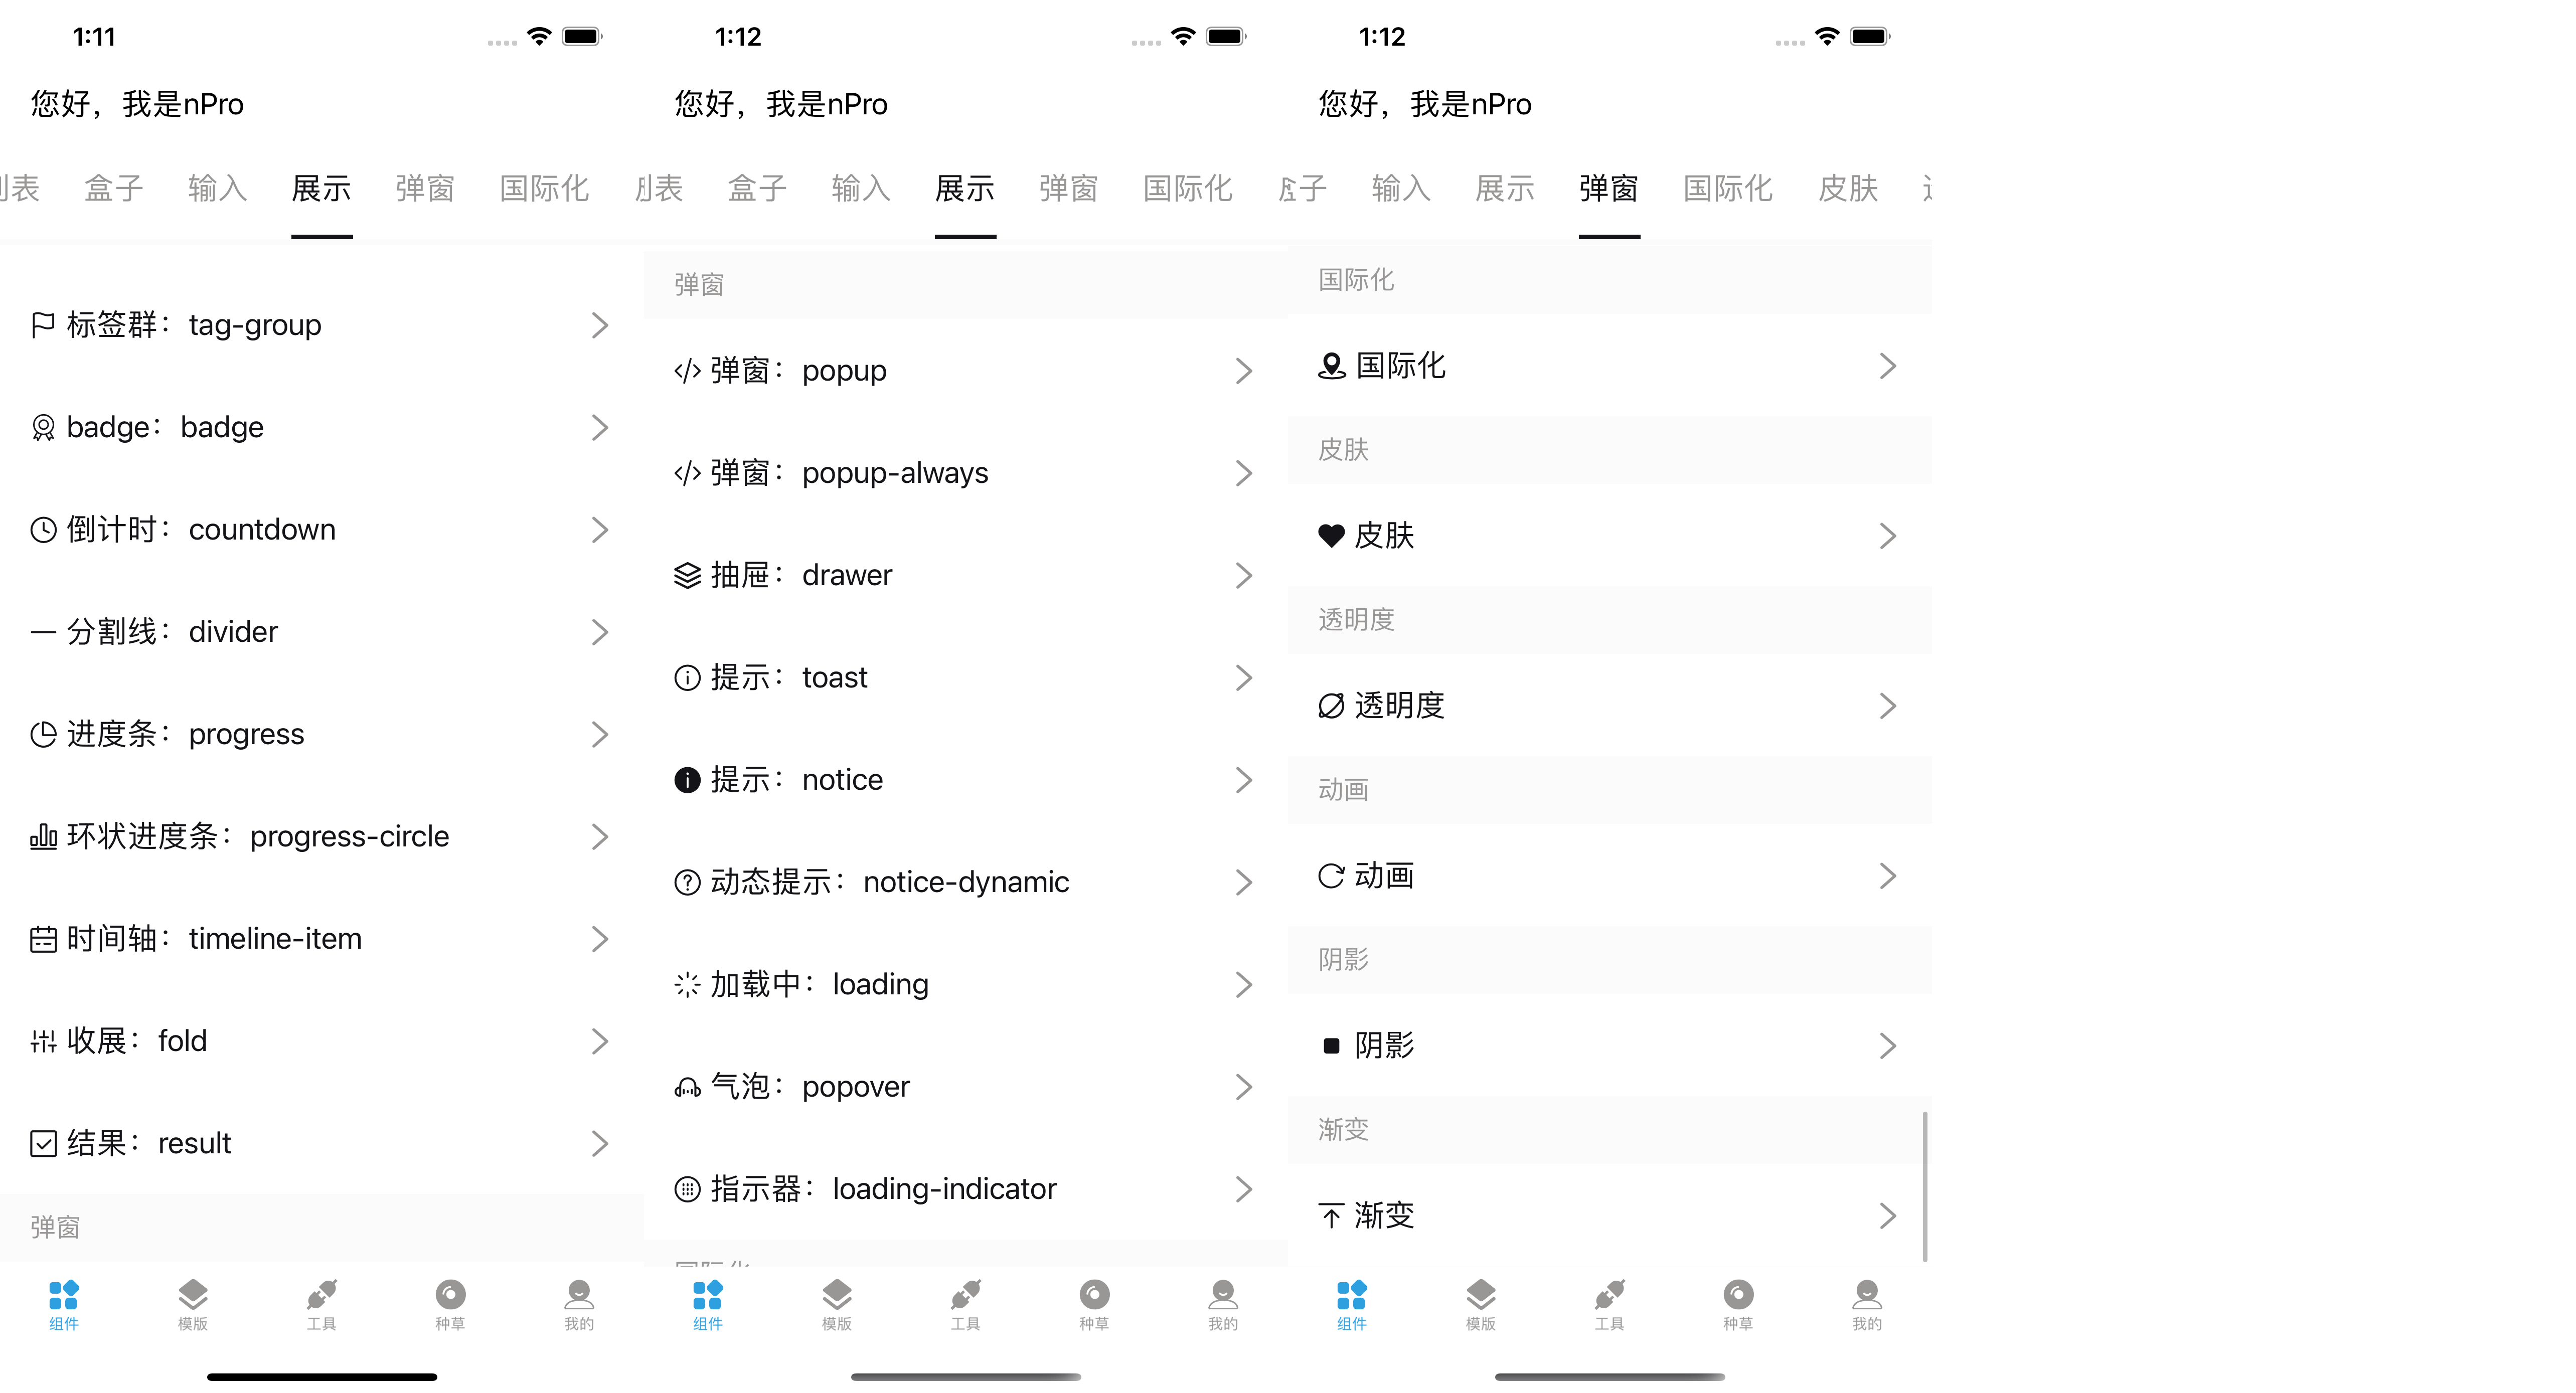 1:11
您好，我是nPro
列表 盒子 输入 展示 弹窗 国际化
标签群：tag-group
badge：badge
倒计时：countdown
分割线：divider
进度条：progress
环状进度条：progress-circle
时间轴：timeline-item
收展：fold
结果：result
弹窗
组件 模版 工具 种草 我的
1:12
您好，我是nPro
列表 盒子 输入 展示 弹窗 国际化
弹窗
弹窗：popup
弹窗：popup-always
抽屉：drawer
提示：toast
提示：notice
动态提示：notice-dynamic
加载中：loading
气泡：popover
指示器：loading-indicator
国际化
组件 模版 工具 种草 我的
1:12
您好，我是nPro
盒子 输入 展示 弹窗 国际化 皮肤
国际化
国际化
皮肤
皮肤
透明度
透明度
动画
动画
阴影
阴影
渐变
渐变
组件 模版 工具 种草 我的